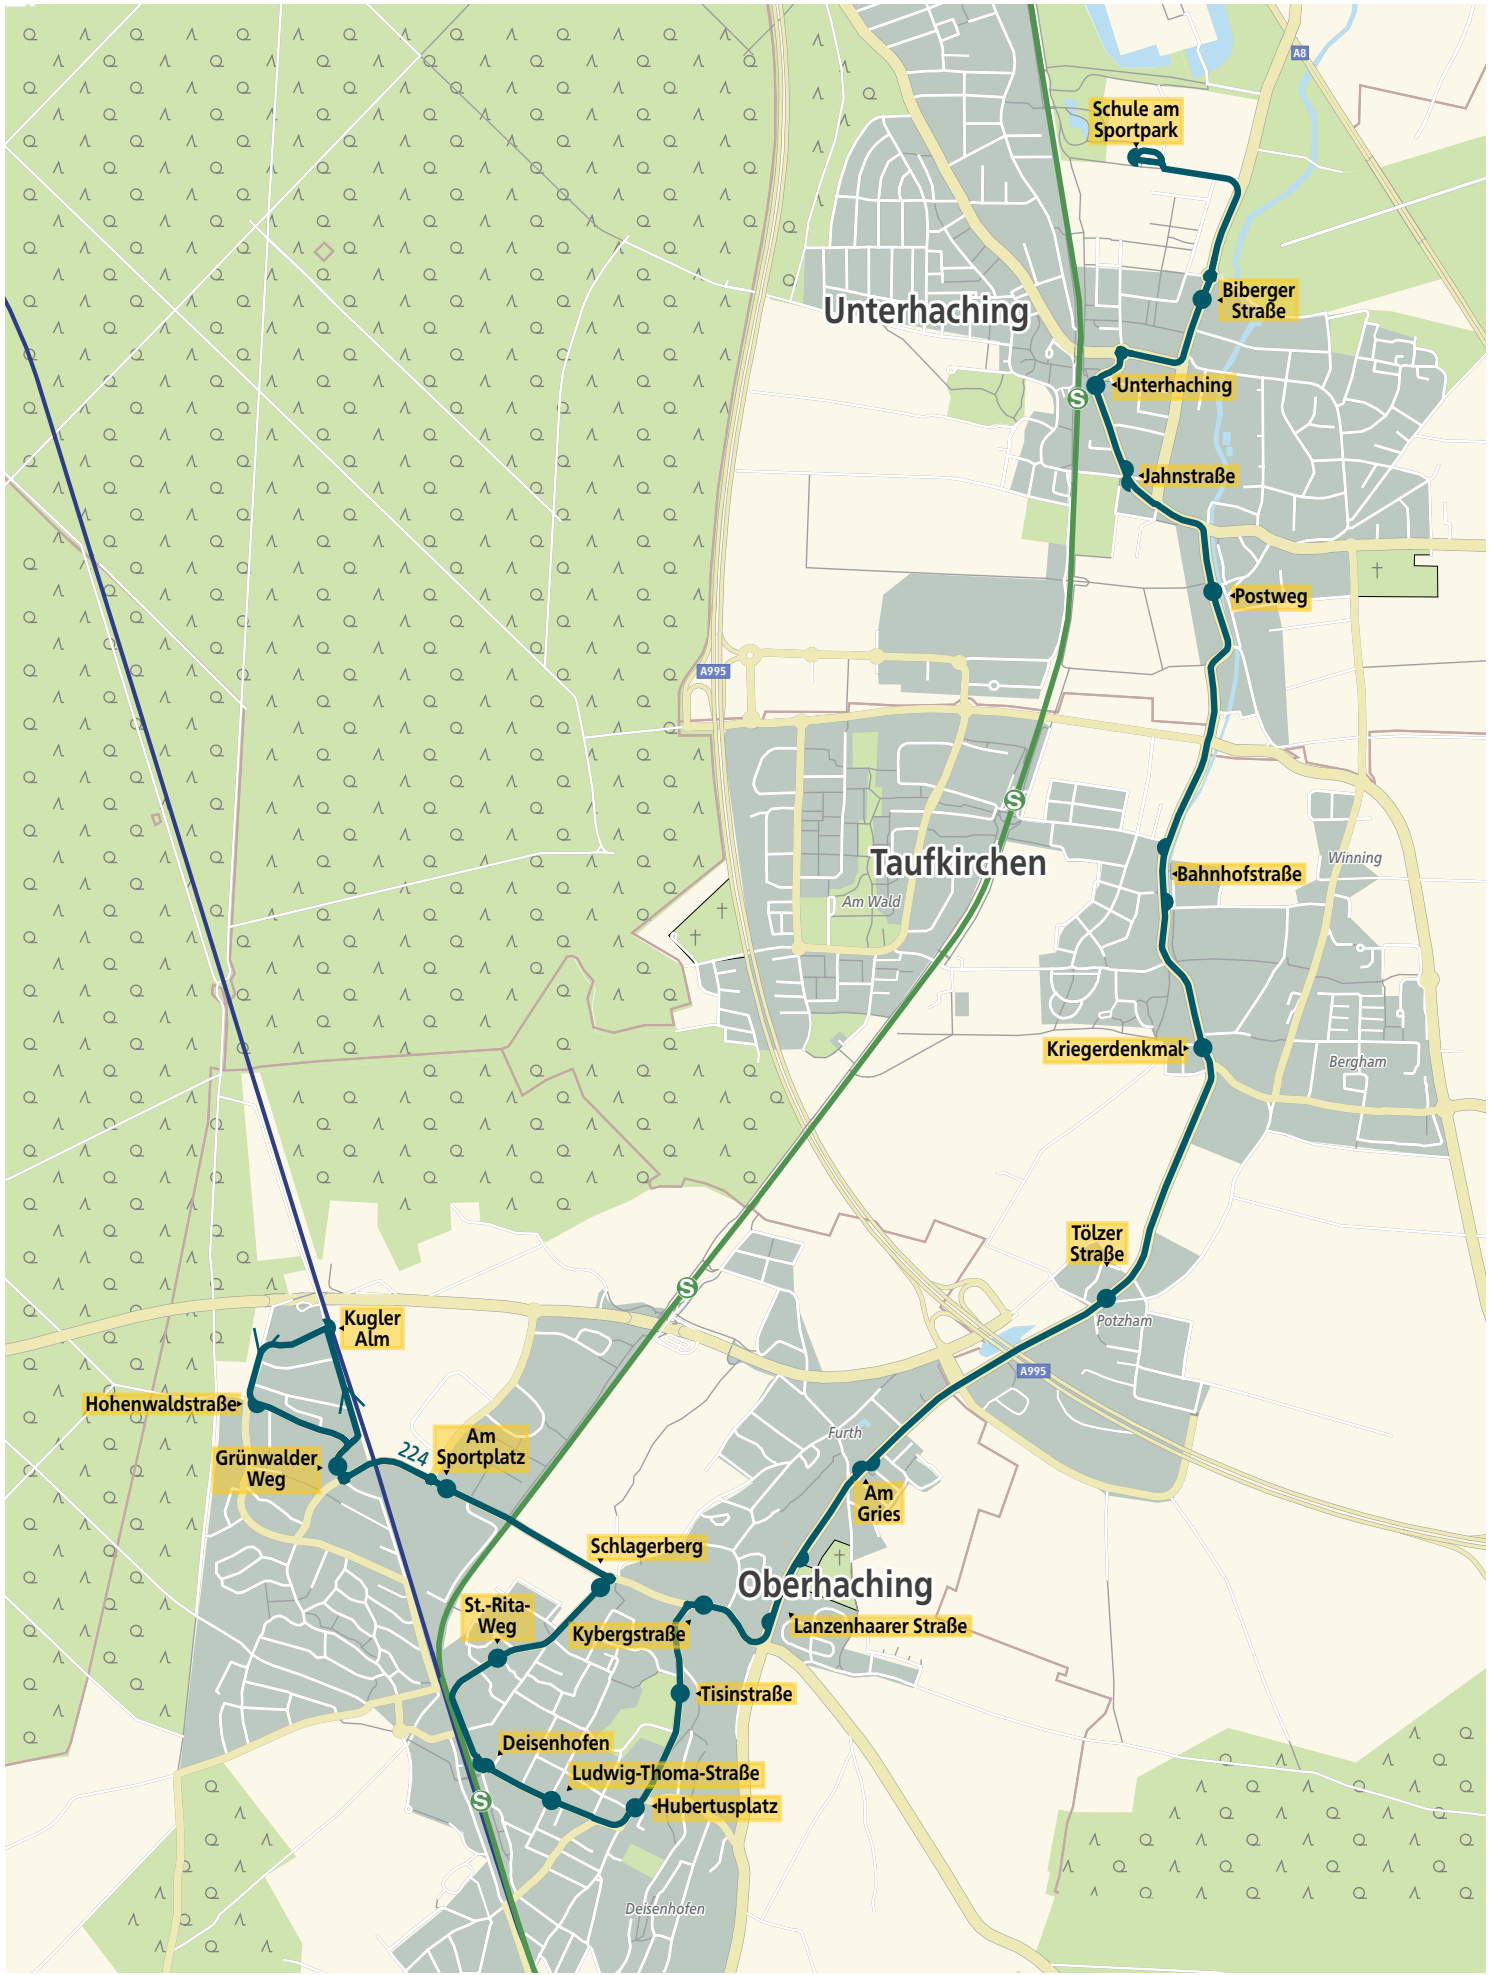 A8
Schule am
Sportpark
Biberger
Straße
Unterhaching
Unterhaching
S
Jahnstraße
Postweg
A995
S
Taufkirchen
Am Wald
Bahnhofstraße
Winning
Kriegerdenkmal
Bergham
Tölzer
Straße
Potzham
S
Kugler
Alm
A995
Hohenwaldstraße
Grünwalder
Weg
224
Am
Sportplatz
Furth
Am
Gries
Schlagerberg
Oberhaching
St.-Rita-
Weg
Kybergstraße
Lanzenhaarer Straße
Tisinstraße
Deisenhofen
Ludwig-Thoma-Straße
S
Hubertusplatz
Deisenhofen